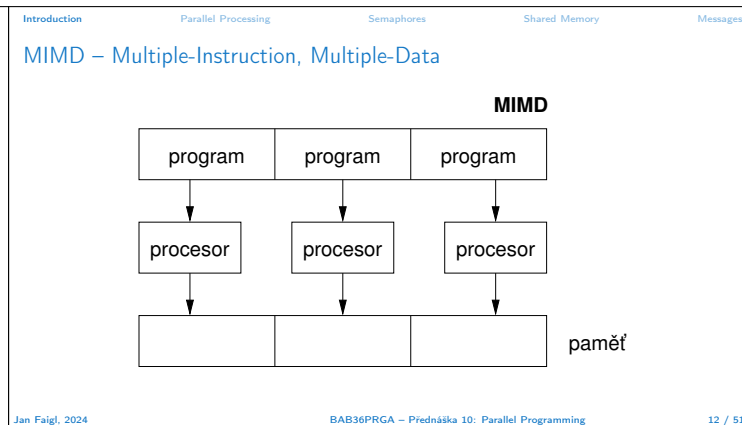 Introduction Parallel Processing Semaphores Shared Memory Messages
MIMD – Multiple-Instruction, Multiple-Data
MIMD
program program program
procesor procesor procesor
paměť
Jan Faigl, 2024 BAB36PRGA – Přednáška 10: Parallel Programming 12 / 51